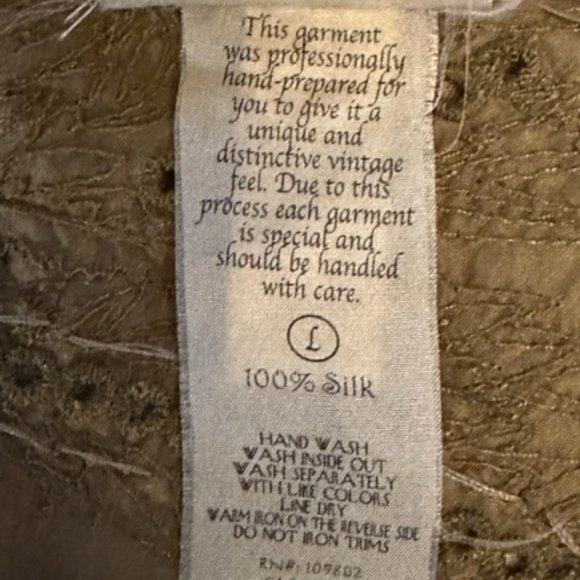 This garment
was professionally
hand-prepared for
you to give it a
unique and
distinctive vintage
feel. Due to this
process each garment
is special and
should be handled
with care.
L
100% Silk
HAND WASH
WASH INSIDE OUT
WASH SEPARATELY
WITH LIKE COLORS
LINE DRY
WARM IRON ON THE REVERSE SIDE
DO NOT IRON TRIMS
RN#: 109802